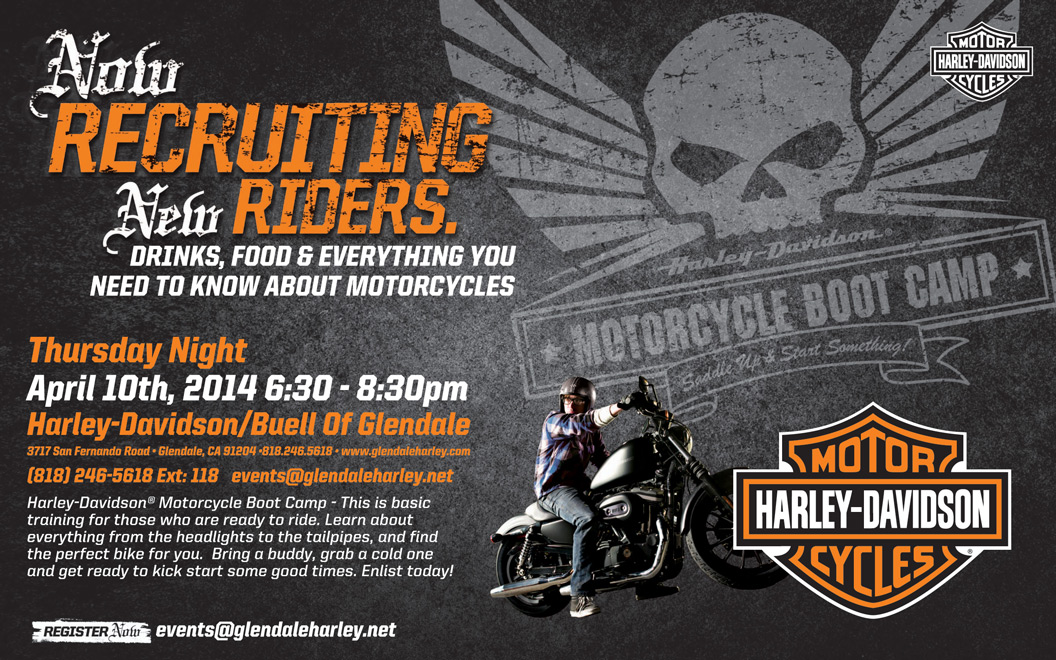 Now
RECRUITING
New RIDERS.
DRINKS, FOOD & EVERYTHING YOU
NEED TO KNOW ABOUT MOTORCYCLES
Thursday Night
April 10th, 2014 6:30 - 8:30pm
Harley-Davidson/Buell Of Glendale
3717 San Fernando Road • Glendale, CA 91204 •818.246.5618 • www.glendaleharley.com
(818) 246-5618 Ext: 118 events@glendaleharley.net
Harley-Davidson® Motorcycle Boot Camp - This is basic
training for those who are ready to ride. Learn about
everything from the headlights to the tailpipes, and find
the perfect bike for you. Bring a buddy, grab a cold one
and get ready to kick start some good times. Enlist today!
REGISTER Now events@glendaleharley.net
MOTOR
HARLEY-DAVIDSON
CYCLES
Harley-Davidson®
MOTORCYCLE BOOT CAMP
Saddle Up & Start Something!
MOTOR
HARLEY-DAVIDSON
CYCLES ®